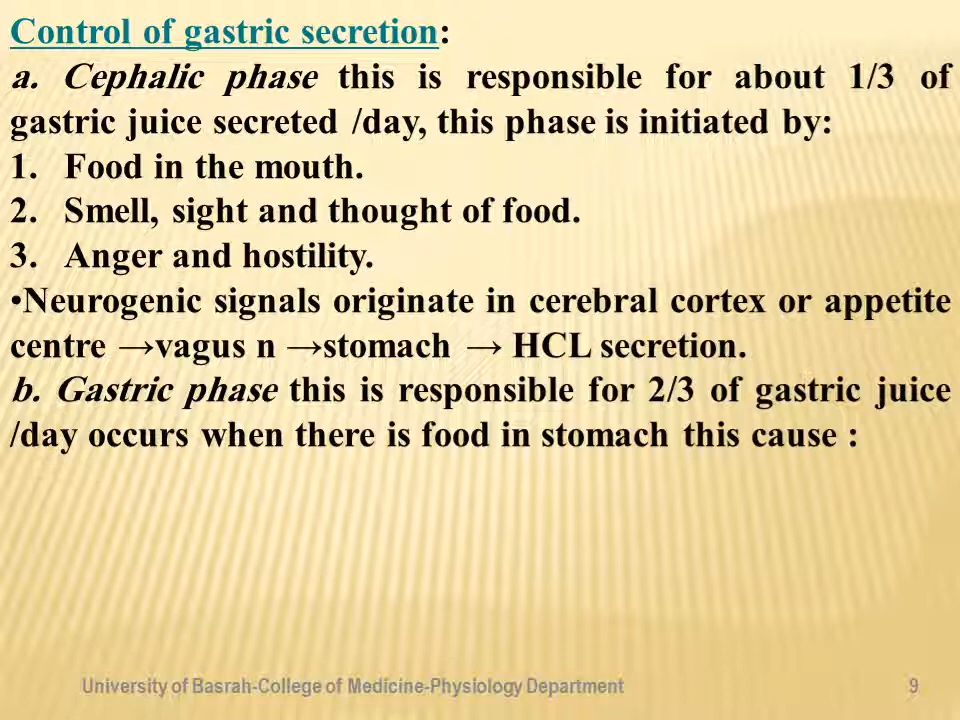 Control of gastric secretion:
a. Cephalic phase this is responsible for about 1/3 of
gastric juice secreted /day, this phase is initiated by:
1. Food in the mouth.
2. Smell, sight and thought of food.
3. Anger and hostility.
•Neurogenic signals originate in cerebral cortex or appetite
centre →vagus n →stomach → HCL secretion.
b. Gastric phase this is responsible for 2/3 of gastric juice
/day occurs when there is food in stomach this cause :
University of Basrah-College of Medicine-Physiology Department 9